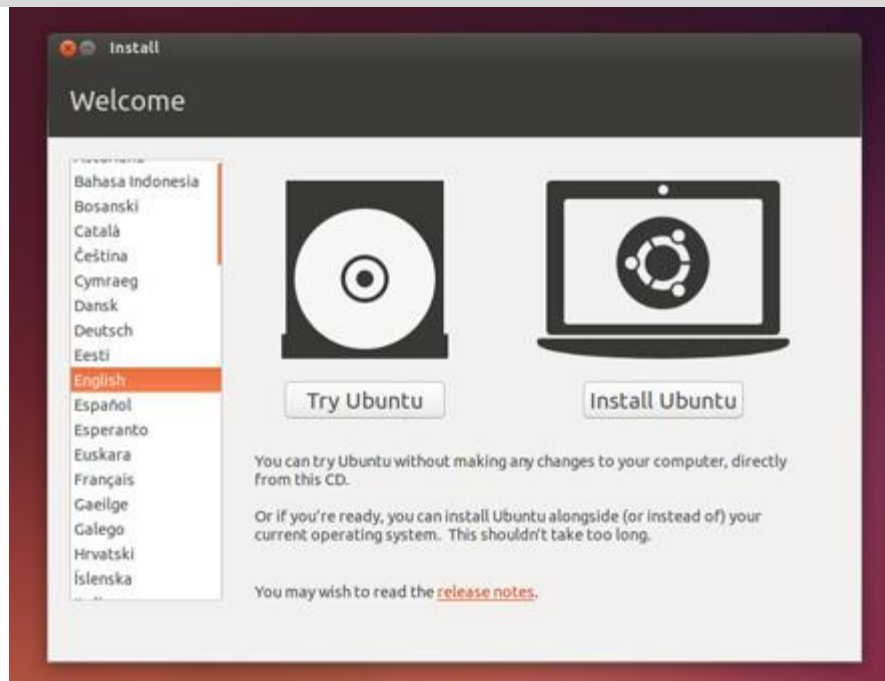 Install
Welcome
Bahasa Indonesia
Bosanski
Català
Čeština
Cymraeg
Dansk
Deutsch
Eesti
English
Español
Esperanto
Euskara
Français
Gaeilge
Galego
Hrvatski
Íslenska
Try Ubuntu
Install Ubuntu
You can try Ubuntu without making any changes to your computer, directly
from this CD.
Or if you're ready, you can install Ubuntu alongside (or instead of) your
current operating system. This shouldn't take too long.
You may wish to read the release notes.